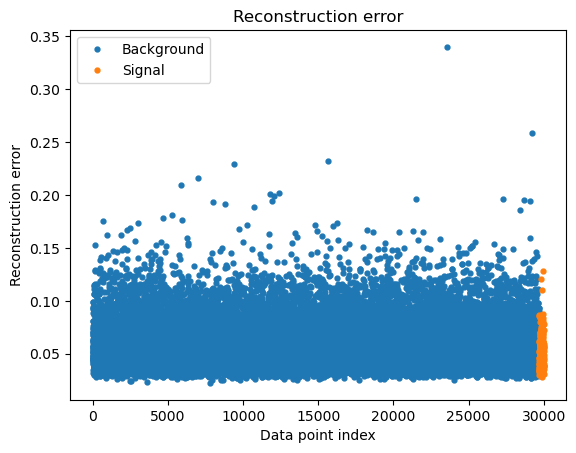 Reconstruction error
Background
Signal
Reconstruction error
0.35
0.30
0.25
0.20
0.15
0.10
0.05
0
5000
10000
15000
20000
25000
30000
Data point index